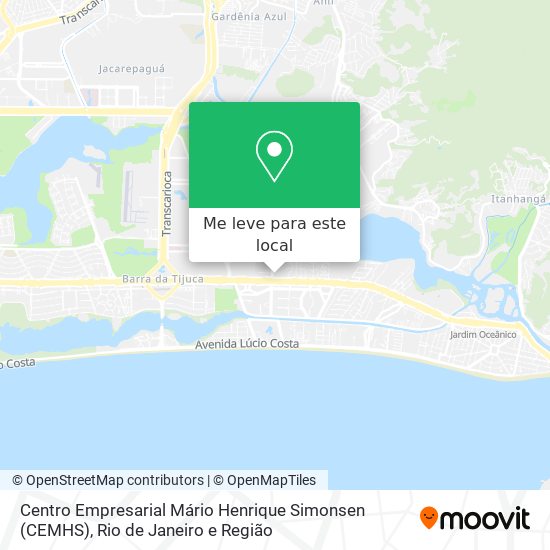 Transcarioca
Gardênia Azul
Anil
Jacarepaguá
Transcarioca
Itanhangá
Me leve para este
local
Barra da Tijuca
Jardim Oceânico
Avenida Lúcio Costa
Costa
© OpenStreetMap contributors | © OpenMapTiles
Centro Empresarial Mário Henrique Simonsen
(CEMHS), Rio de Janeiro e Região
moovit